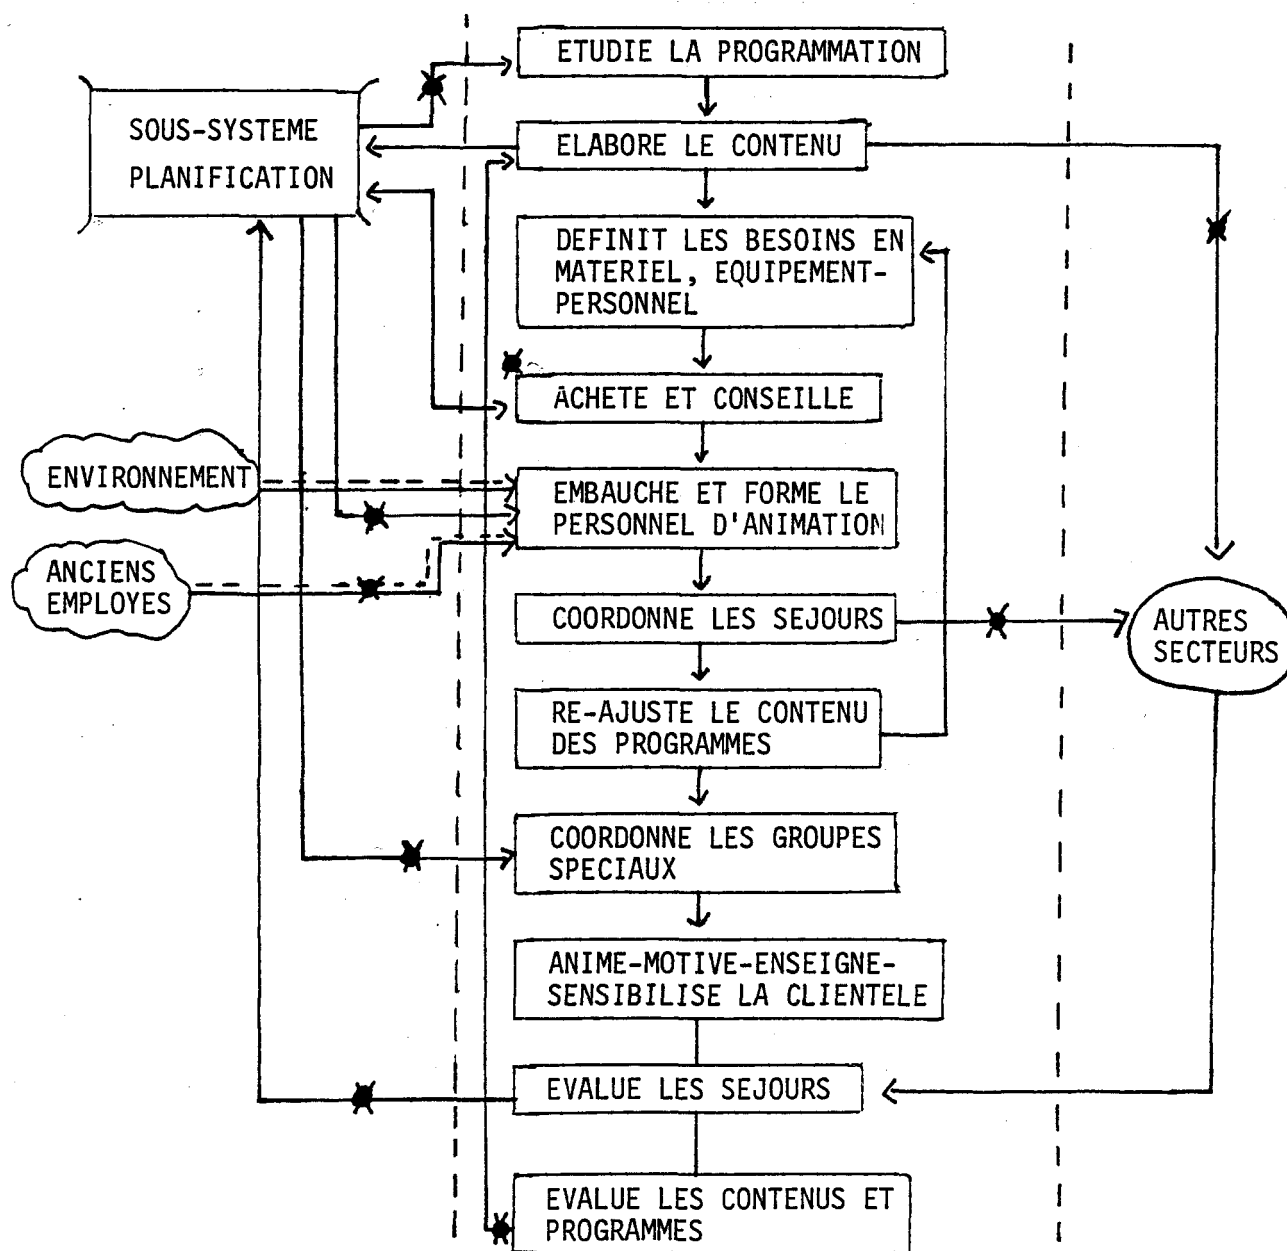 ETUDIE LA PROGRAMMATION
SOUS-SYSTEME
PLANIFICATION
ELABORE LE CONTENU
DEFINIT LES BESOINS EN
MATERIEL, EQUIPEMENT-
PERSONNEL
ACHETE ET CONSEILLE
ENVIRONNEMENT
EMBAUCHE ET FORME LE
PERSONNEL D'ANIMATION
ANCIENS
EMPLOYES
COORDONNE LES SEJOURS
AUTRES
SECTEURS
RE-AJUSTE LE CONTENU
DES PROGRAMMES
COORDONNE LES GROUPES
SPECIAUX
ANIME-MOTIVE-ENSEIGNE-
SENSIBILISE LA CLIENTELE
EVALUE LES SEJOURS
EVALUE LES CONTENUS ET
PROGRAMMES